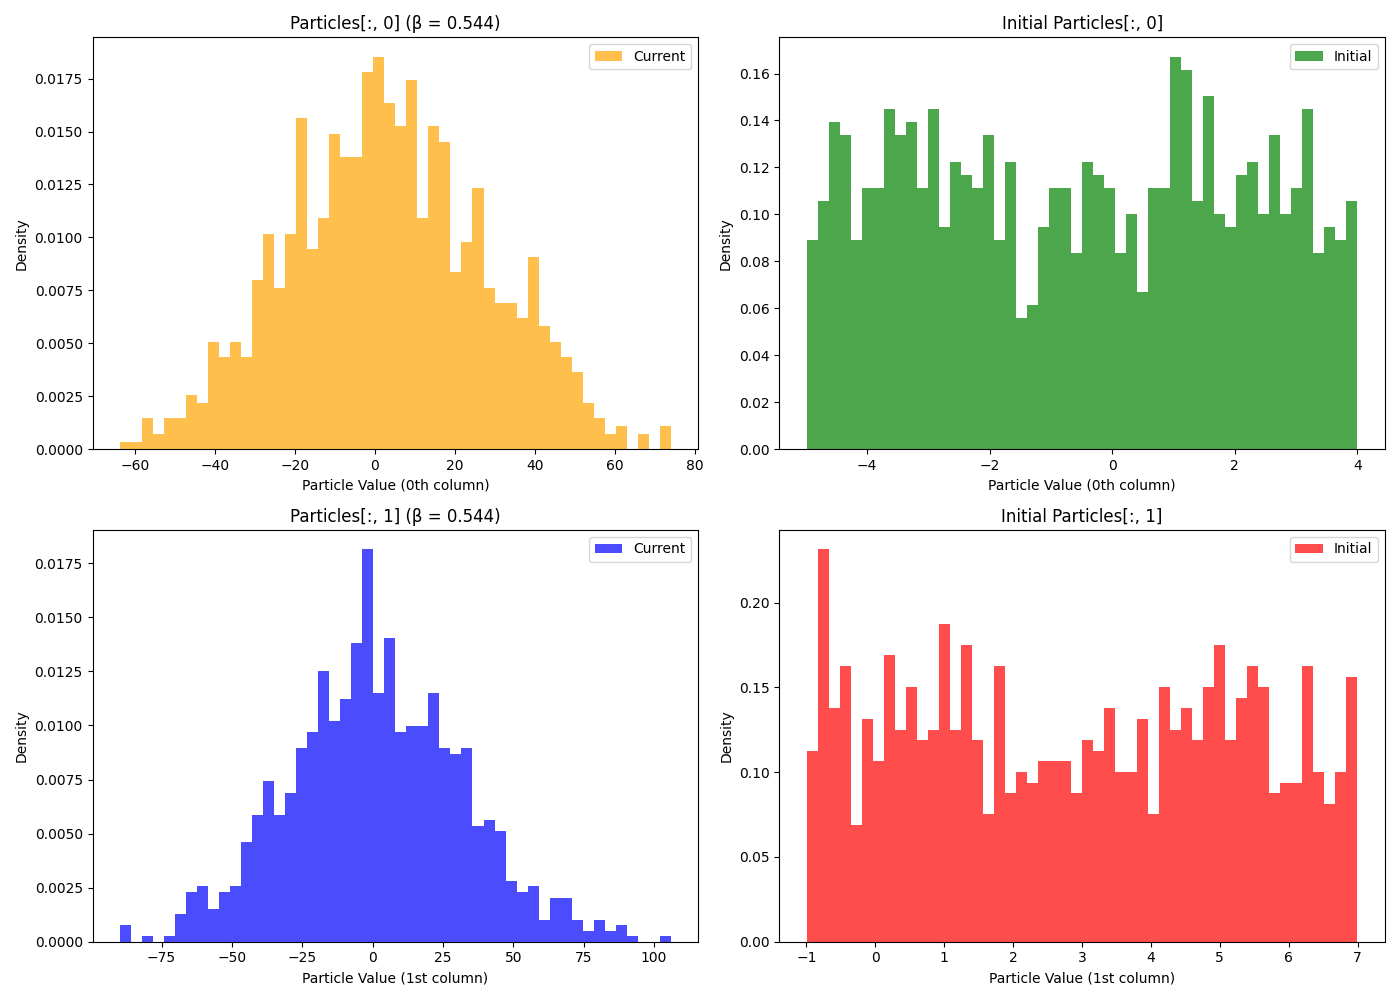 Particles[:, 0] (β = 0.544)
Current
Density
0.0175
0.0150
0.0125
0.0100
0.0075
0.0050
0.0025
0.0000
−60 −40 −20 0 20 40 60 80
Particle Value (0th column)
Initial Particles[:, 0]
Initial
Density
0.16
0.14
0.12
0.10
0.08
0.06
0.04
0.02
0.00
−4 −2 0 2 4
Particle Value (0th column)
Particles[:, 1] (β = 0.544)
Current
Density
0.0175
0.0150
0.0125
0.0100
0.0075
0.0050
0.0025
0.0000
−75 −50 −25 0 25 50 75 100
Particle Value (1st column)
Initial Particles[:, 1]
Initial
Density
0.20
0.15
0.10
0.05
0.00
−1 0 1 2 3 4 5 6 7
Particle Value (1st column)